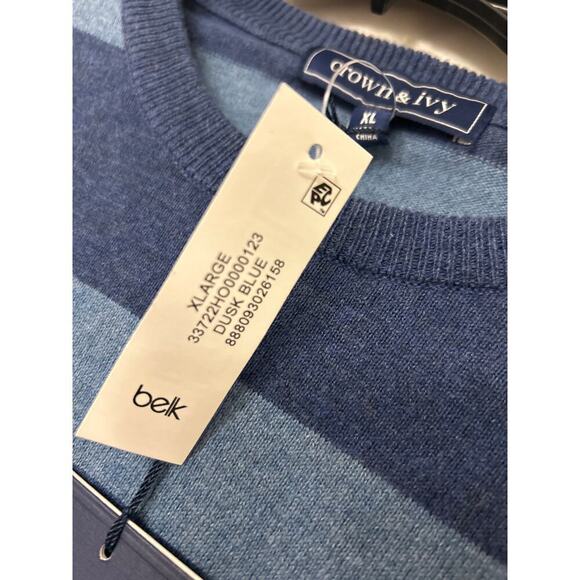 crown & ivy
XL
CHINA
XLARGE
33722HO0000123
DUSK BLUE
888093026158
belk